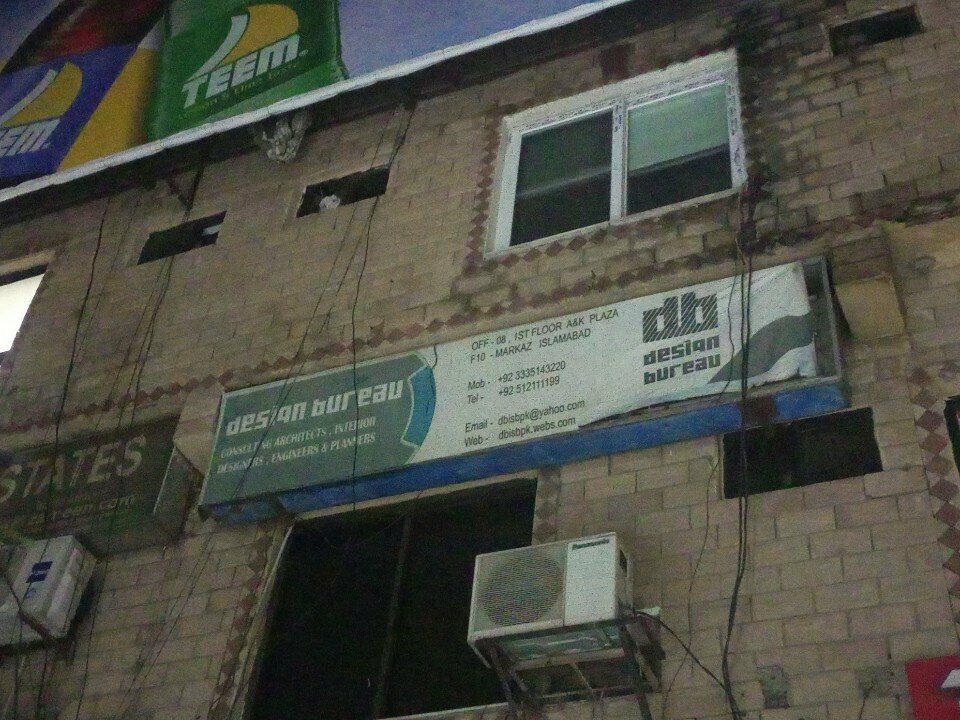 TEEM
design bureau
CONSULTING ARCHITECTS, INTERIOR
DESIGNERS, ENGINEERS & PLANNERS
OFF - 08 , 1ST FLOOR A&K PLAZA
F10 - MARKAZ ISLAMABAD
Mob - +92 3335143220
Tel - +92 512111199
Email - dbisbpk@yahoo.com
Web - dbisbpk.webs.com
db
design
bureau
STATES
Panasonic